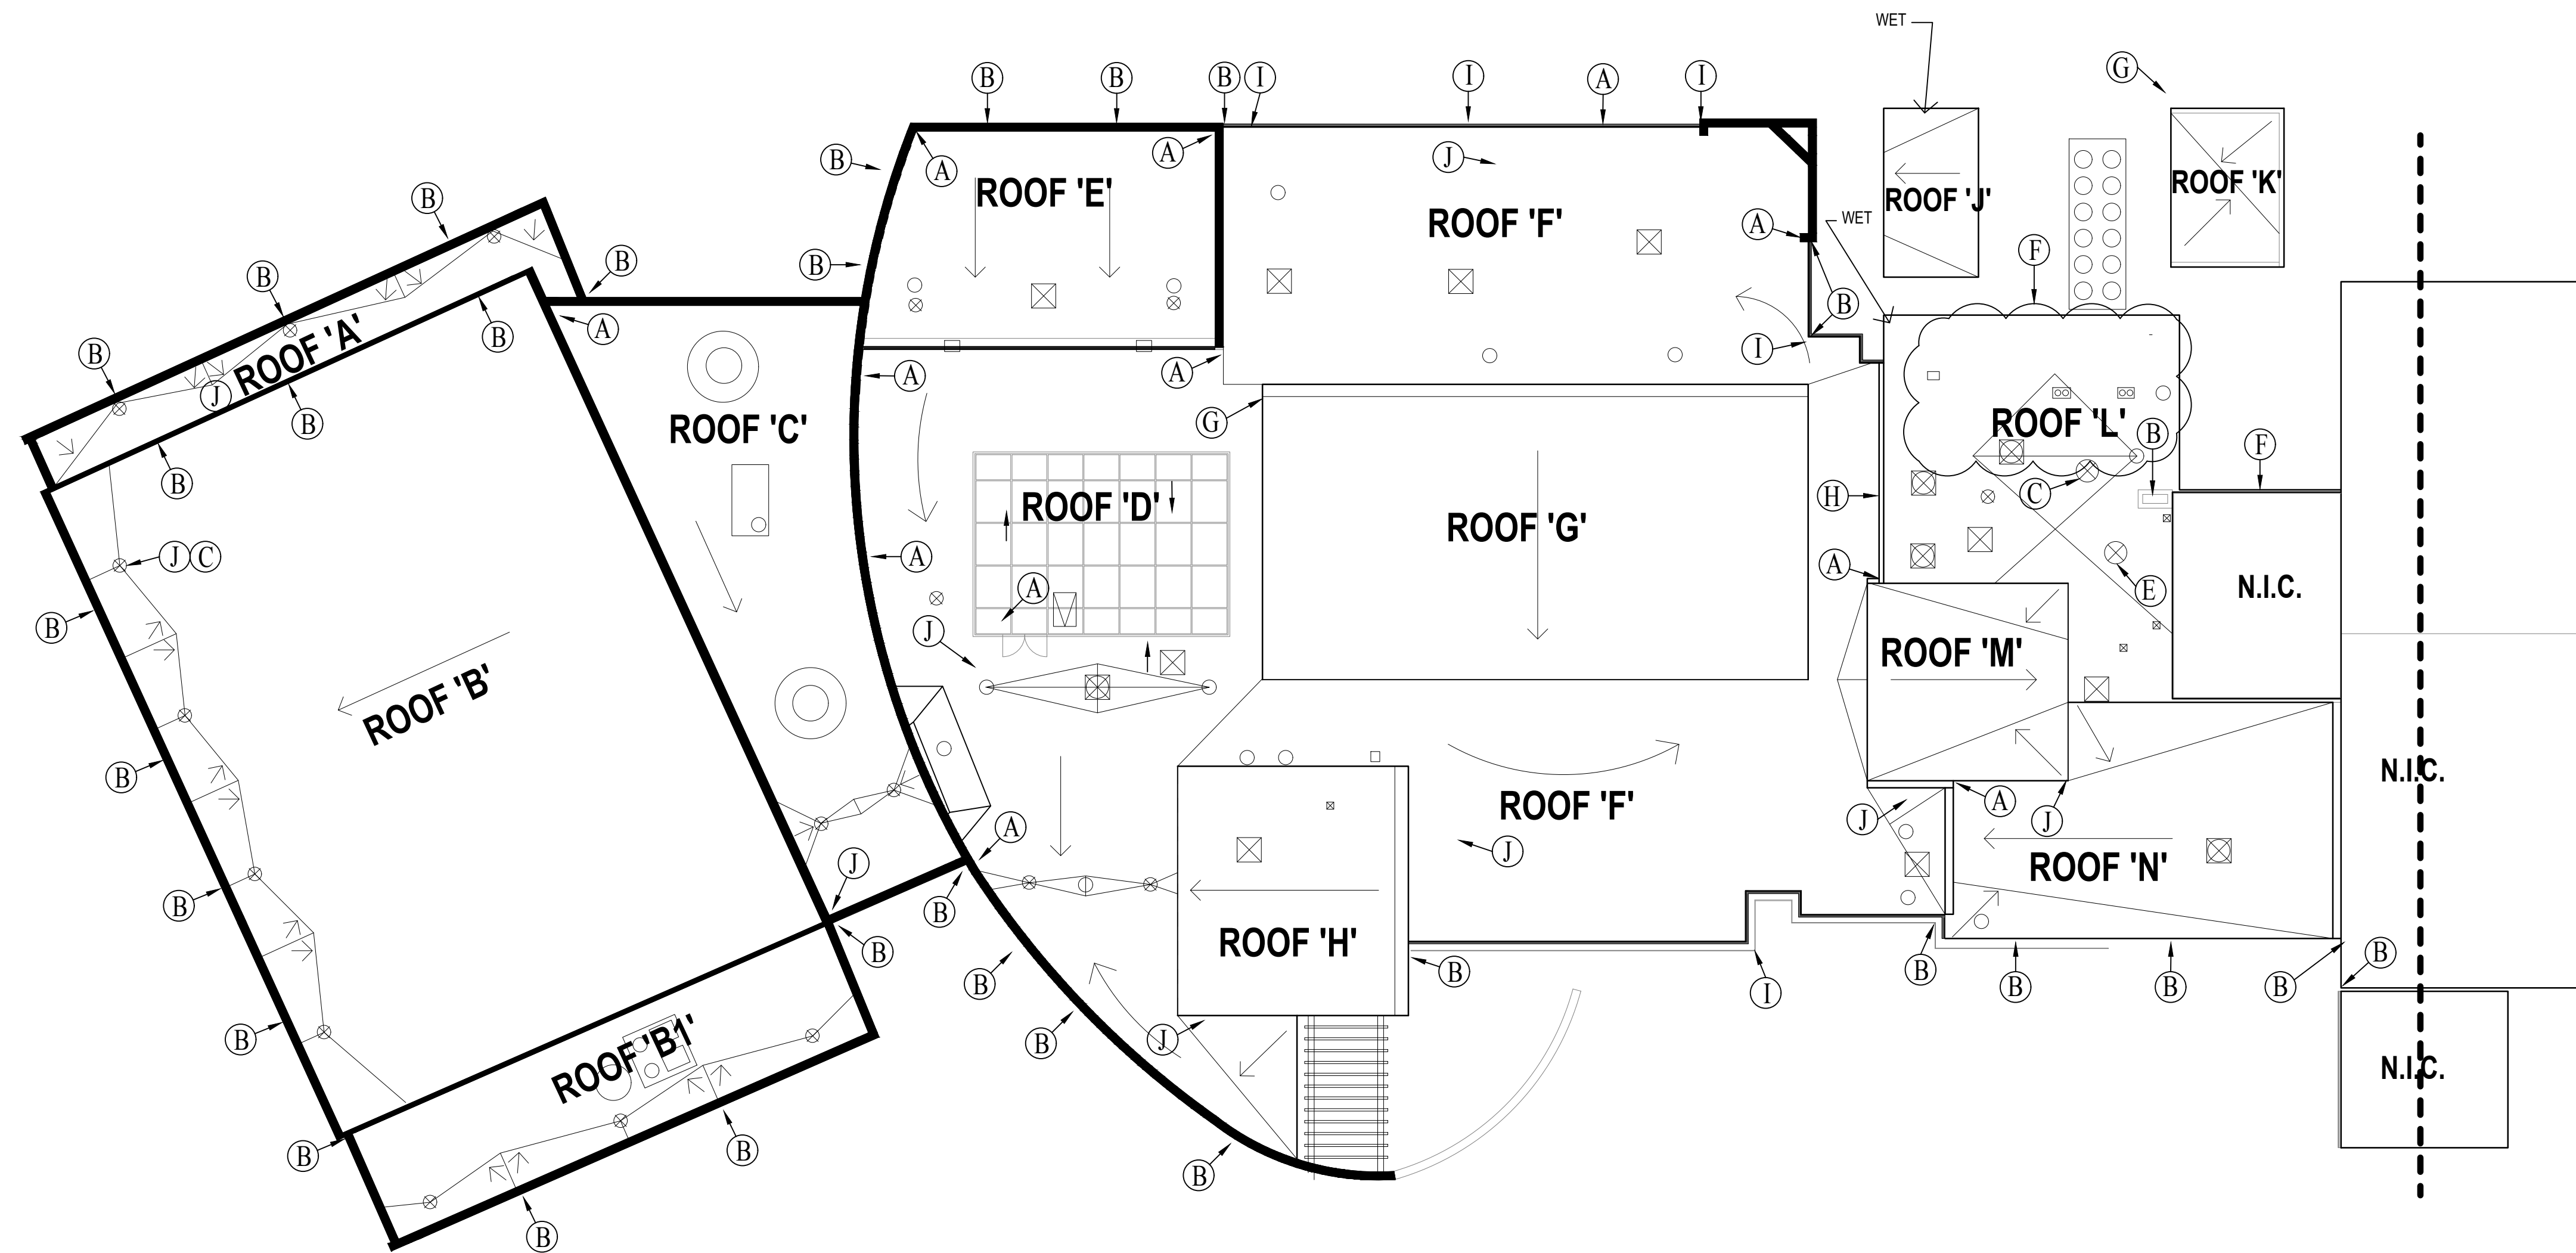 WET
G
B B B I I A I
B A A J
ROOF 'E'
ROOF 'F'
ROOF 'J'
ROOF 'K'
WET
B
B
B
B
A
F
B
B
A
I
B
ROOF 'A'
J
B
B
B
A
A
G
ROOF 'C'
ROOF 'L'
B
F
B
C
H
ROOF 'D'
ROOF 'G'
J C
A
A
E
A
N.I.C.
B
J
ROOF 'M'
ROOF 'B'
B
N.I.C.
ROOF 'F'
A
J
J
A
J
J
ROOF 'N'
B
B
ROOF 'H'
B
B
B
I
B
B
B
B
B
B
J
B
ROOF 'B1'
N.I.C.
B
B
B
B